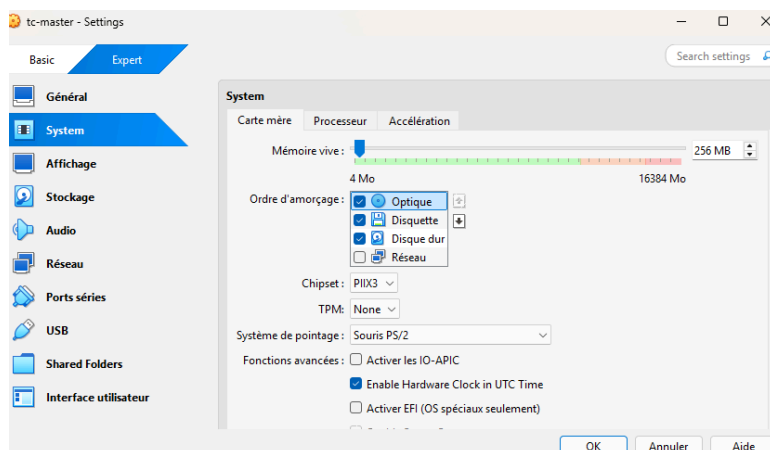 tc-master - Settings
Basic Expert
Search settings
Général
System
Affichage
Stockage
Audio
Réseau
Ports séries
USB
Shared Folders
Interface utilisateur
System
Carte mère Processeur Accélération
Mémoire vive : 256 MB
4 Mo 16384 Mo
Ordre d'amorçage : Optique
Disquette
Disque dur
Réseau
Chipset : PIIX3
TPM: None
Système de pointage : Souris PS/2
Fonctions avancées : Activer les IO-APIC
Enable Hardware Clock in UTC Time
Activer EFI (OS spéciaux seulement)
OK Annuler Aide